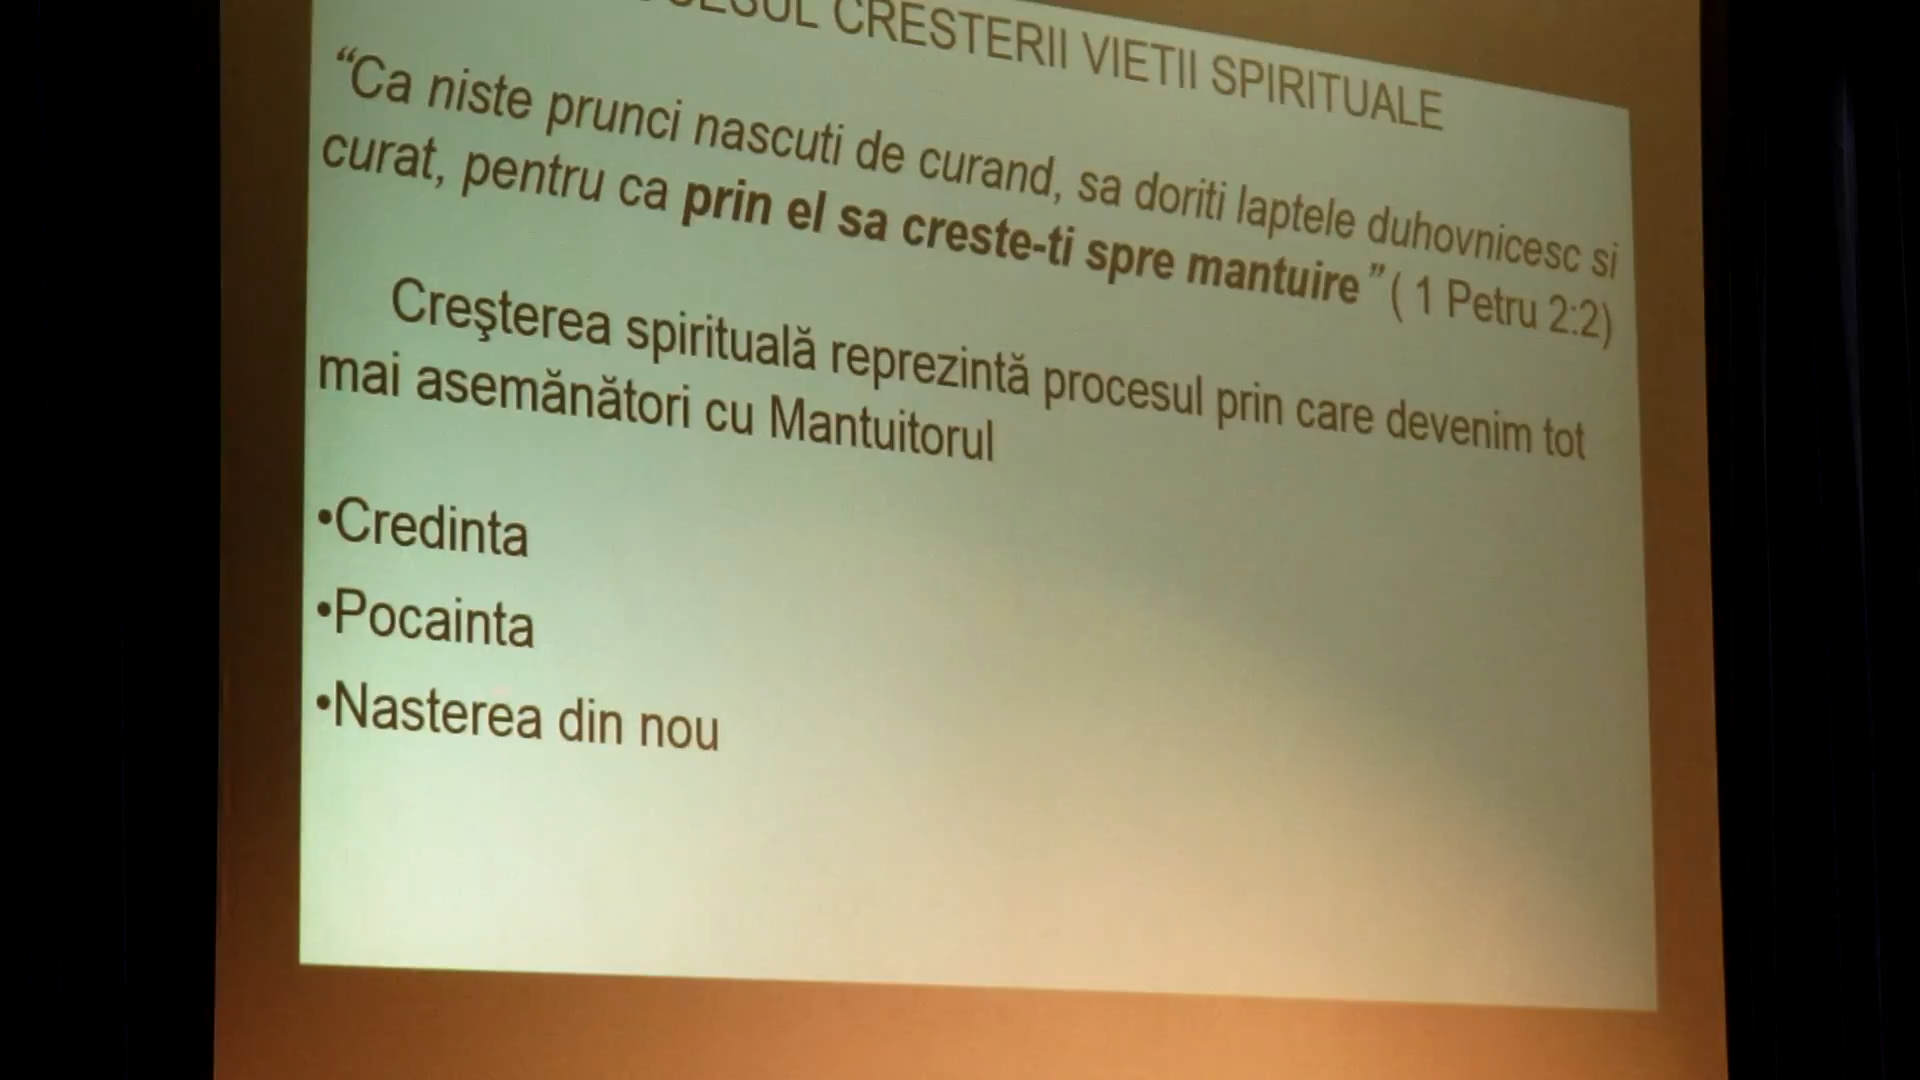 CRESTERII VIETII SPIRITUALE
“Ca niste prunci nascuti de curand, sa doriti laptele duhovnicesc si
curat, pentru ca prin el sa creste-ti spre mantuire” ( 1 Petru 2:2)
Creşterea spirituală reprezintă procesul prin care devenim tot
mai asemănători cu Mantuitorul
•Credinta
•Pocainta
•Nasterea din nou